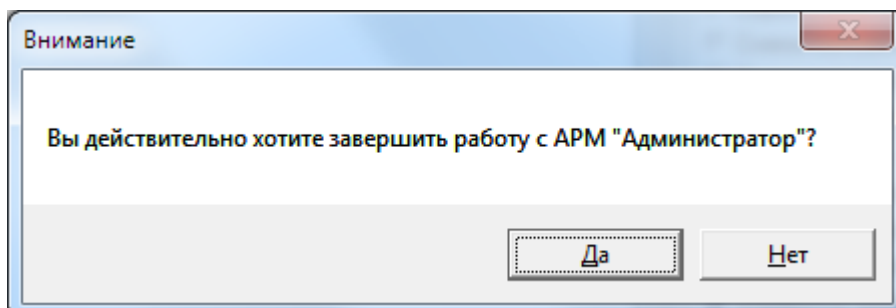 Внимание
Вы действительно хотите завершить работу с АРМ "Администратор"?
Да
Нет